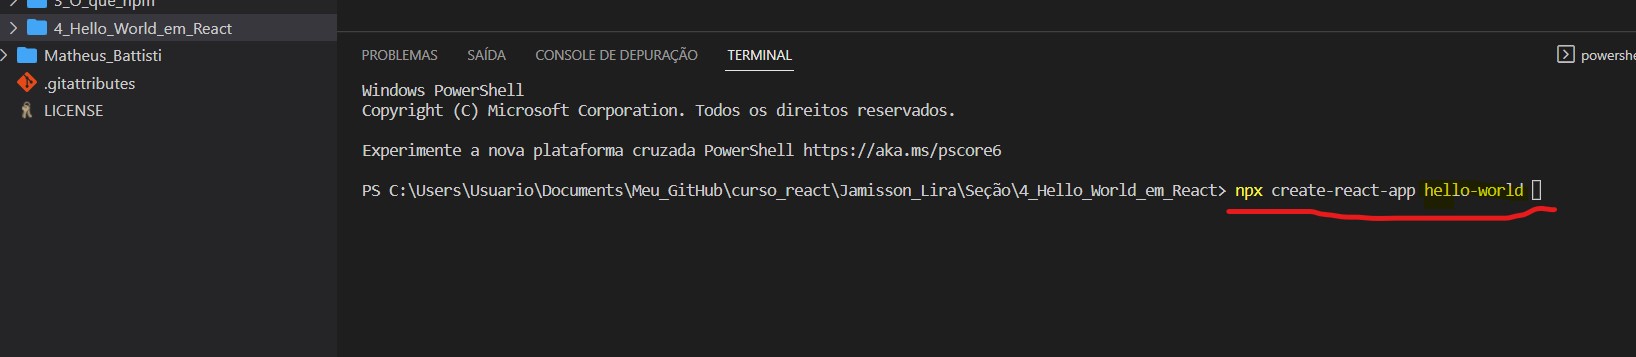 3_O_que_npm
4_Hello_World_em_React
Matheus_Battisti
.gitattributes
LICENSE
PROBLEMAS SAÍDA CONSOLE DE DEPURAÇÃO TERMINAL
Windows PowerShell
Copyright (C) Microsoft Corporation. Todos os direitos reservados.
Experimente a nova plataforma cruzada PowerShell https://aka.ms/pscore6
PS C:\Users\Usuario\Documents\Meu_GitHub\curso_react\Jamisson_Lira\Seção\4_Hello_World_em_React> npx create-react-app hello-world